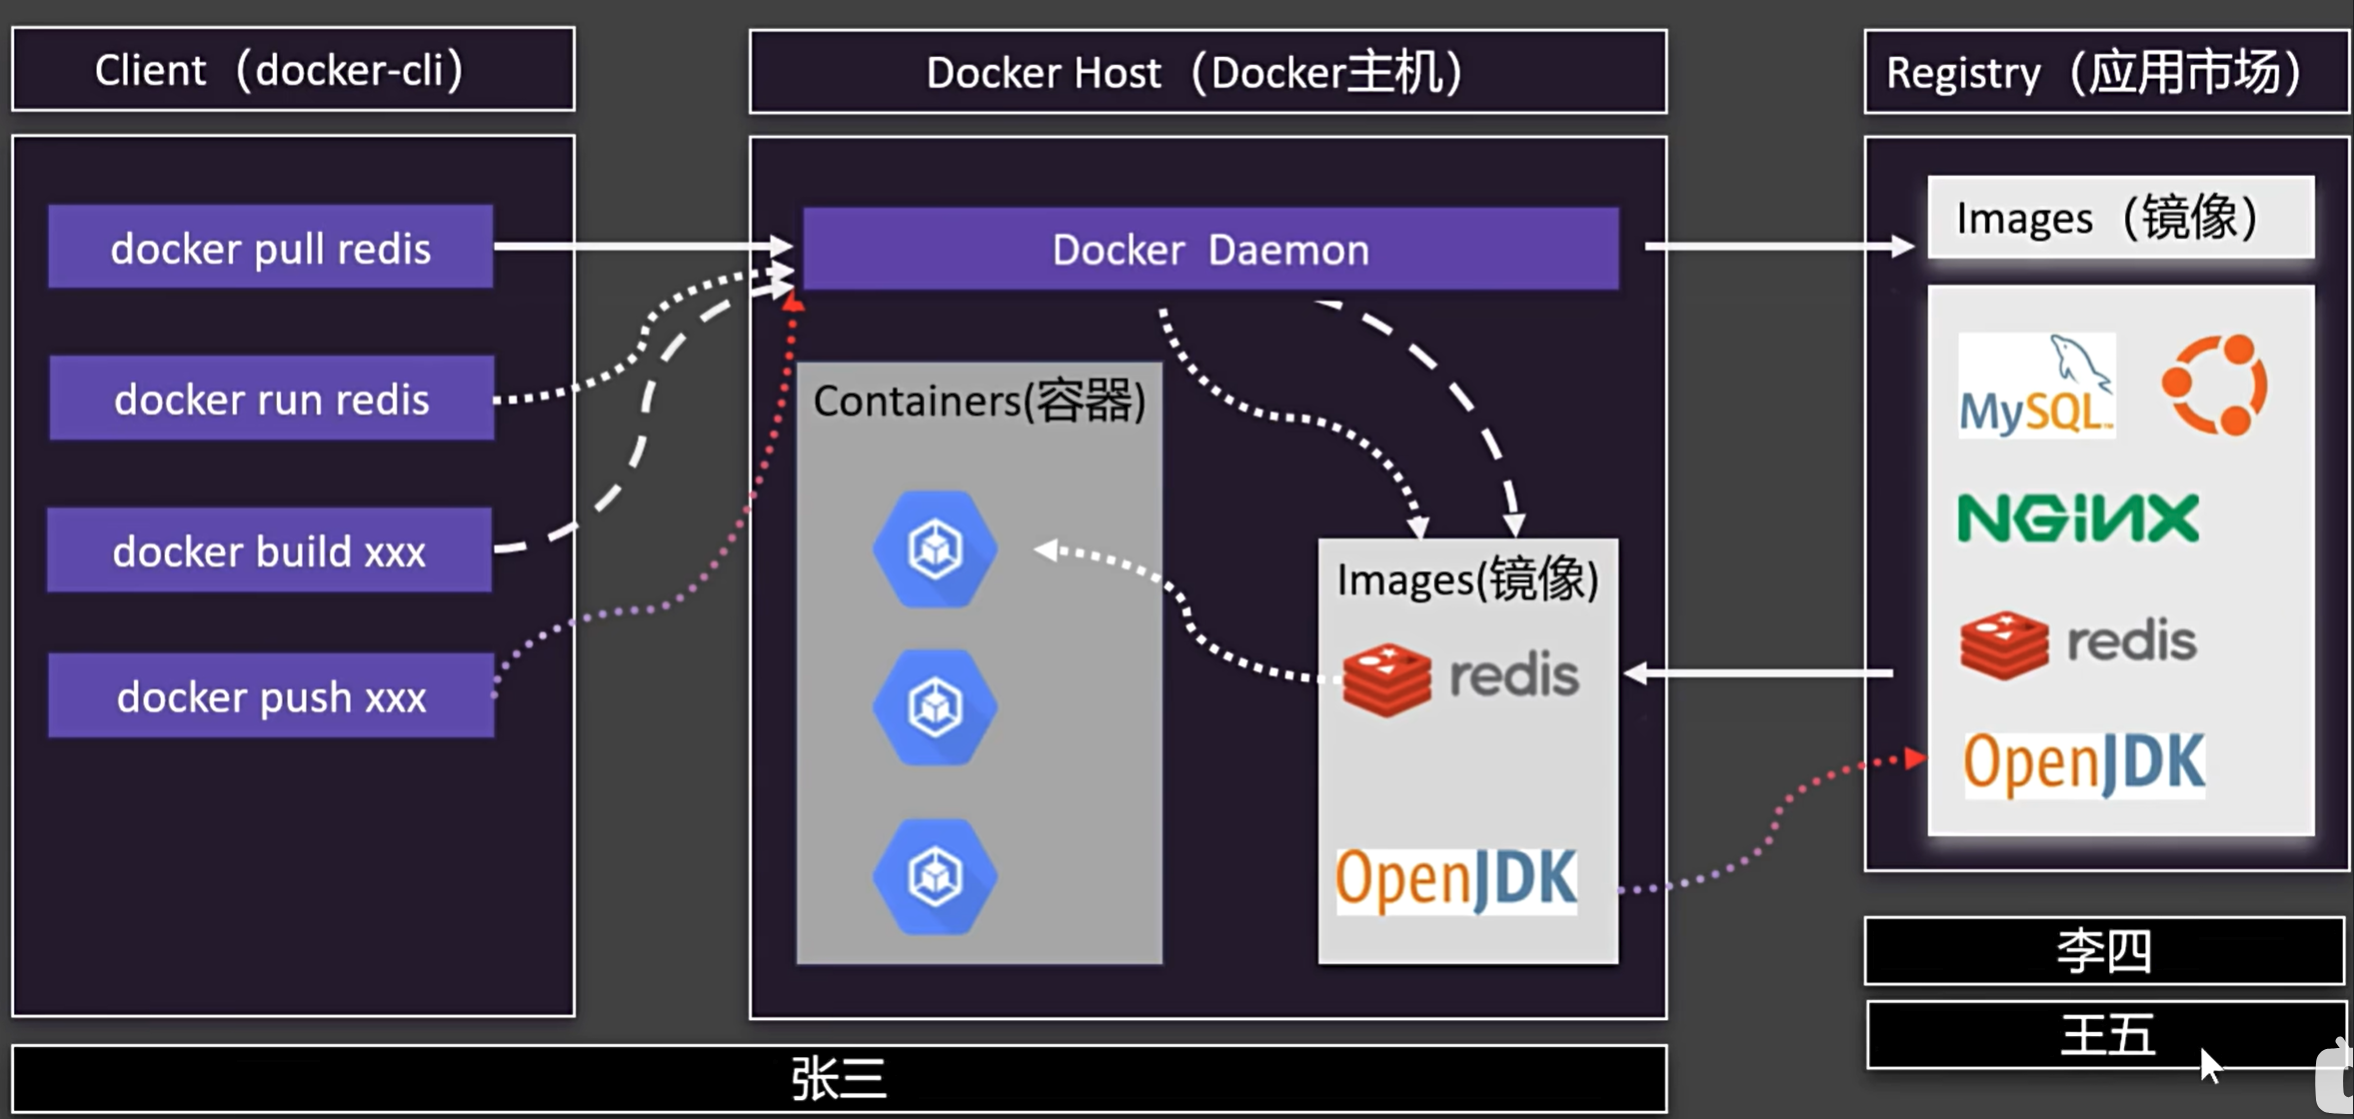 Client（docker-cli）
docker pull redis
docker run redis
docker build xxx
docker push xxx
Docker Host（Docker主机）
Docker Daemon
Containers(容器)
Images(镜像)
redis
OpenJDK
Registry（应用市场）
Images（镜像）
MySQL™
NGiNX
redis
OpenJDK
张三
李四
王五